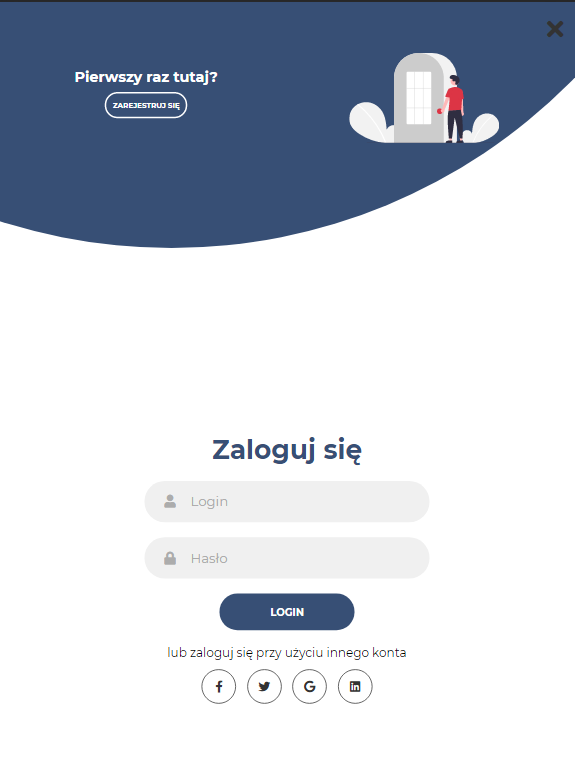 Pierwszy raz tutaj?
ZAREJESTRUJ SIĘ
Zaloguj się
Login
Hasło
LOGIN
lub zaloguj się przy użyciu innego konta